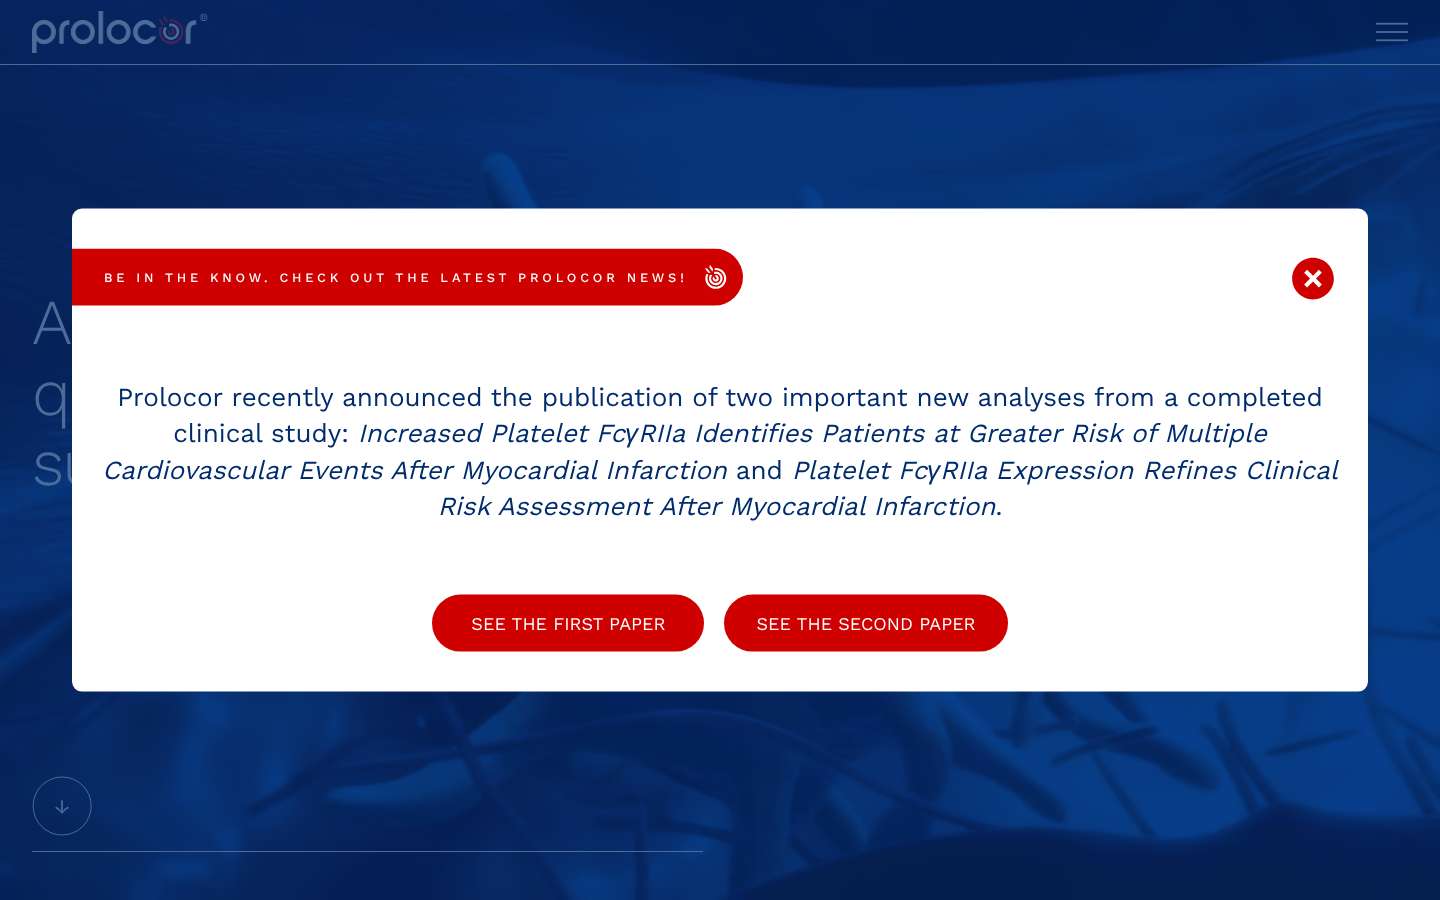 prolocor®
BE IN THE KNOW. CHECK OUT THE LATEST PROLOCOR NEWS!
Prolocor recently announced the publication of two important new analyses from a completed
clinical study: Increased Platelet FcγRIIa Identifies Patients at Greater Risk of Multiple
Cardiovascular Events After Myocardial Infarction and Platelet FcγRIIa Expression Refines Clinical
Risk Assessment After Myocardial Infarction.
SEE THE FIRST PAPER
SEE THE SECOND PAPER